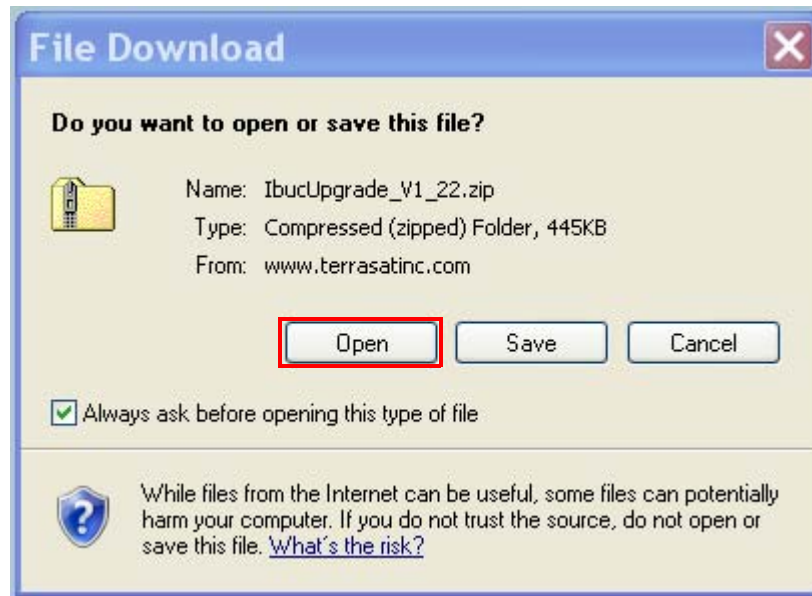 File Download
Do you want to open or save this file?
Name: IbucUpgrade_V1_22.zip
Type: Compressed (zipped) Folder, 445KB
From: www.terrasatinc.com
Open Save Cancel
Always ask before opening this type of file
While files from the Internet can be useful, some files can potentially
harm your computer. If you do not trust the source, do not open or
save this file. What's the risk?